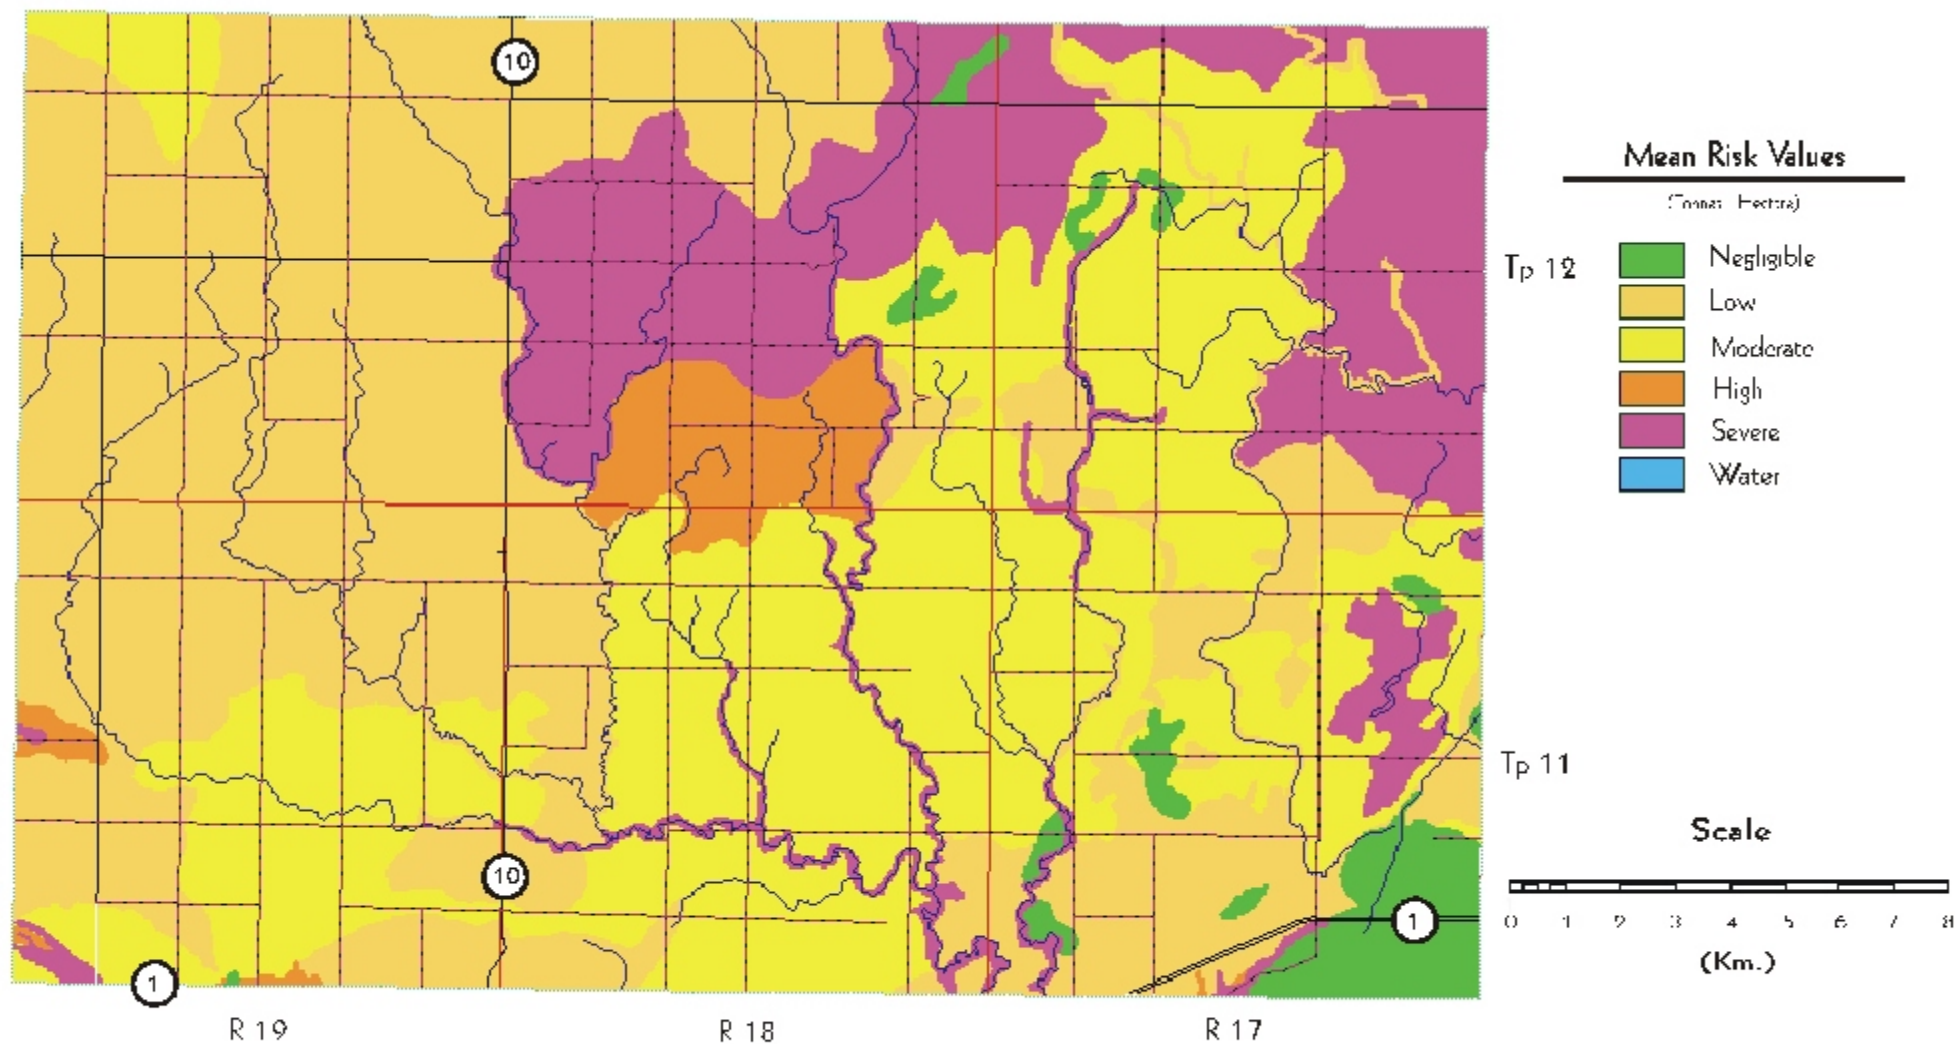 10
Mean Risk Values
Negligible
Tp 12
Low
Moderate
High
Severe
Water
Tp 11
Scale
10
1
0 1 2 3 4 5 6 7 8
1
(Km.)
R 19 R 18 R 17